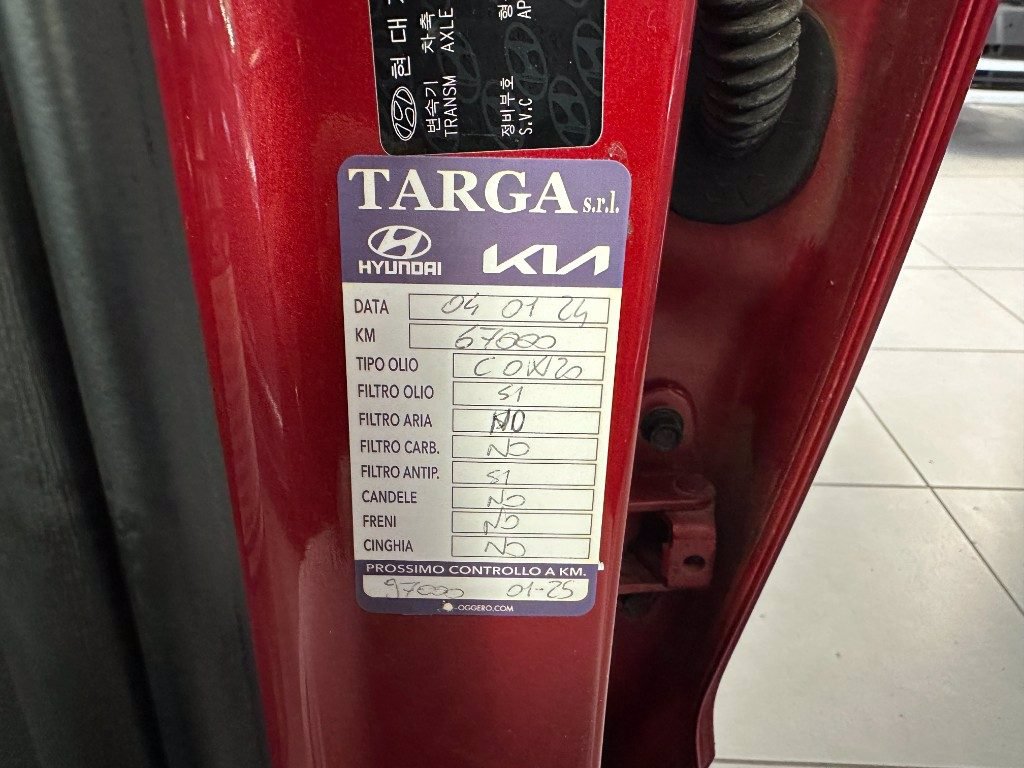 현대
변속기 차축
TRANSM AXLE
정비부호
S.V.C
TARGA s.r.l.
HYUNDAI KIA
DATA 04 01 24
KM 67000
TIPO OLIO C 0W20
FILTRO OLIO SI
FILTRO ARIA NO
FILTRO CARB. NO
FILTRO ANTIP. SI
CANDELE NO
FRENI NO
CINGHIA NO
PROSSIMO CONTROLLO A KM.
97000 01-25